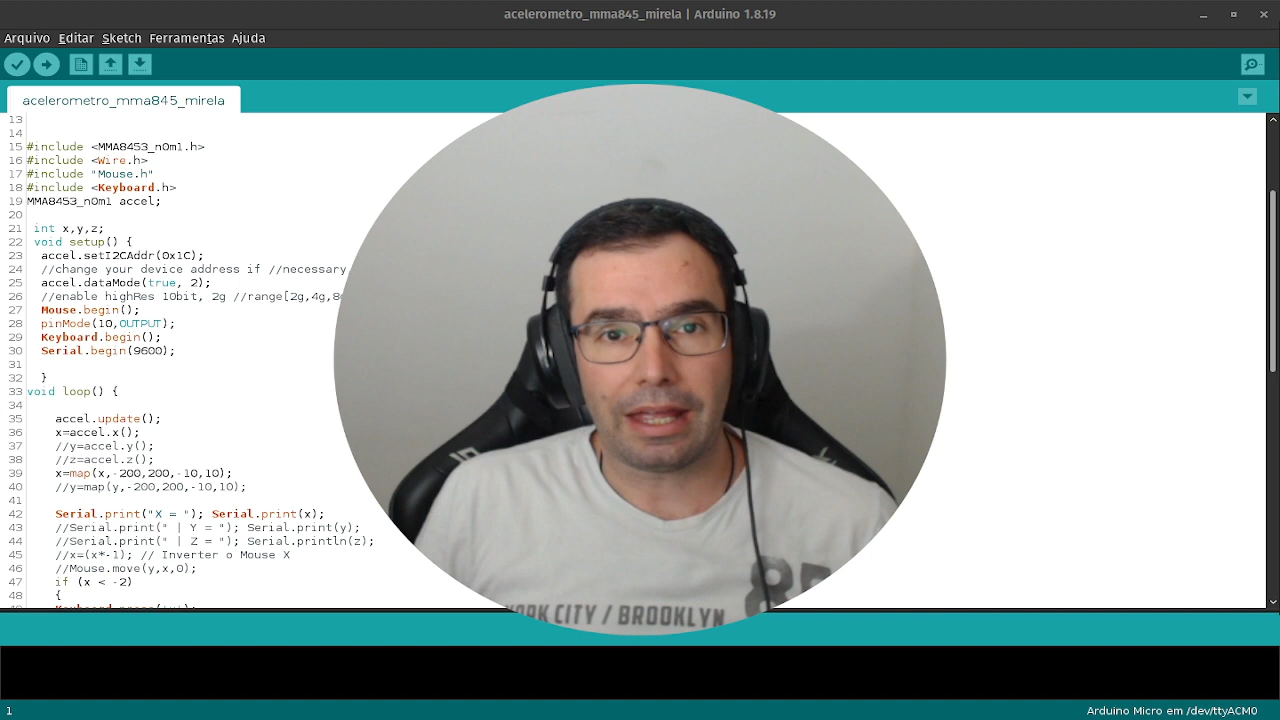 acelerometro_mma845_mirela | Arduino 1.8.19
Arquivo Editar Sketch Ferramentas Ajuda
acelerometro_mma845_mirela
13
14
15 #include <MMA8453_n0m1.h>
16 #include <Wire.h>
17 #include "Mouse.h"
18 #include <Keyboard.h>
19 MMA8453_n0m1 accel;
20
21 int x,y,z;
22 void setup() {
23 accel.setI2CAddr(0x1C);
24 //change your device address if //necessary
25 accel.dataMode(true, 2);
26 //enable highRes 10bit, 2g //range[2g,4g,8g
27 Mouse.begin();
28 pinMode(10,OUTPUT);
29 Keyboard.begin();
30 Serial.begin(9600);
31
32 }
33 void loop() {
34
35 accel.update();
36 x=accel.x();
37 //y=accel.y();
38 //z=accel.z();
39 x=map(x,-200,200,-10,10);
40 //y=map(y,-200,200,-10,10);
41
42 Serial.print("X = "); Serial.print(x);
43 //Serial.print(" | Y = "); Serial.print(y);
44 //Serial.print(" | Z = "); Serial.println(z);
45 //x=(x*-1); // Inverter o Mouse X
46 //Mouse.move(y,x,0);
47 if (x < -2)
48 {
YORK CITY / BROOKLYN
1
Arduino Micro em /dev/ttyACM0